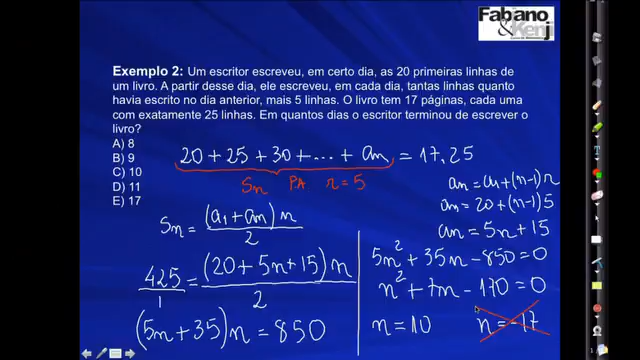 Fabano
&Kenji
Exemplo 2: Um escritor escreveu, em certo dia, as 20 primeiras linhas de
um livro. A partir desse dia, ele escreveu, em cada dia, tantas linhas quanto
havia escrito no dia anterior, mais 5 linhas. O livro tem 17 páginas, cada uma
com exatamente 25 linhas. Em quantos dias o escritor terminou de escrever o
livro?
A) 8
B) 9
C) 10
D) 11
E) 17
20 + 25 + 30 + ... + an = 17.25
Sn PA r = 5
Sn = (a1 + an) n / 2
425/1 = (20 + 5n + 15) n / 2
(5n + 35) n = 850
an = a1 + (n-1) r
an = 20 + (n-1) 5
an = 5n + 15
5n² + 35n - 850 = 0
n² + 7n - 170 = 0
n = 10 n = -17